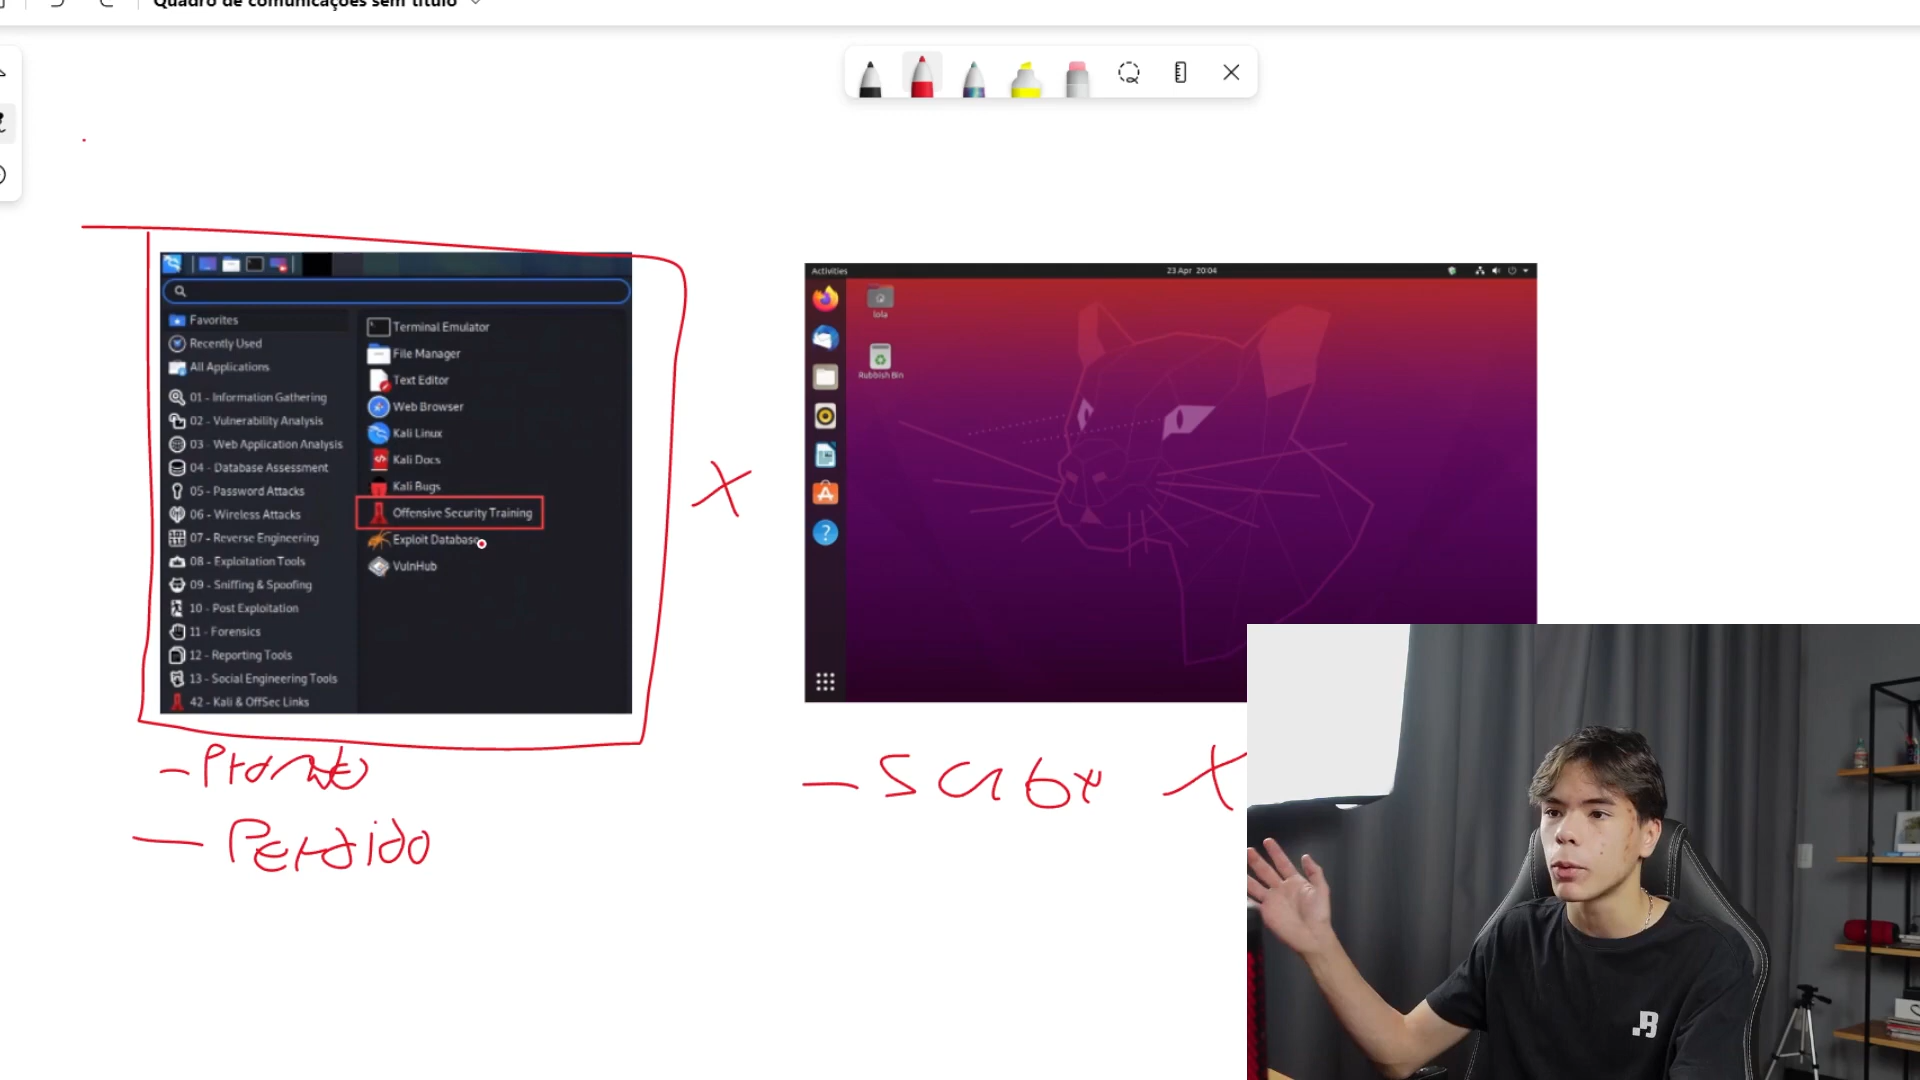 Quadro de comunicações sem título
Favorites
Recently Used
All Applications
01 - Information Gathering
02 - Vulnerability Analysis
03 - Web Application Analysis
04 - Database Assessment
05 - Password Attacks
06 - Wireless Attacks
07 - Reverse Engineering
08 - Exploitation Tools
09 - Sniffing & Spoofing
10 - Post Exploitation
11 - Forensics
12 - Reporting Tools
13 - Social Engineering Tools
42 - Kali & OffSec Links
Terminal Emulator
File Manager
Text Editor
Web Browser
Kali Linux
Kali Docs
Kali Bugs
Offensive Security Training
Exploit Database
VulnHub
X
Activities
23 Apr 20:04
lola
Rubbish Bin
- Pronto
- Perdido
- Saber X
B